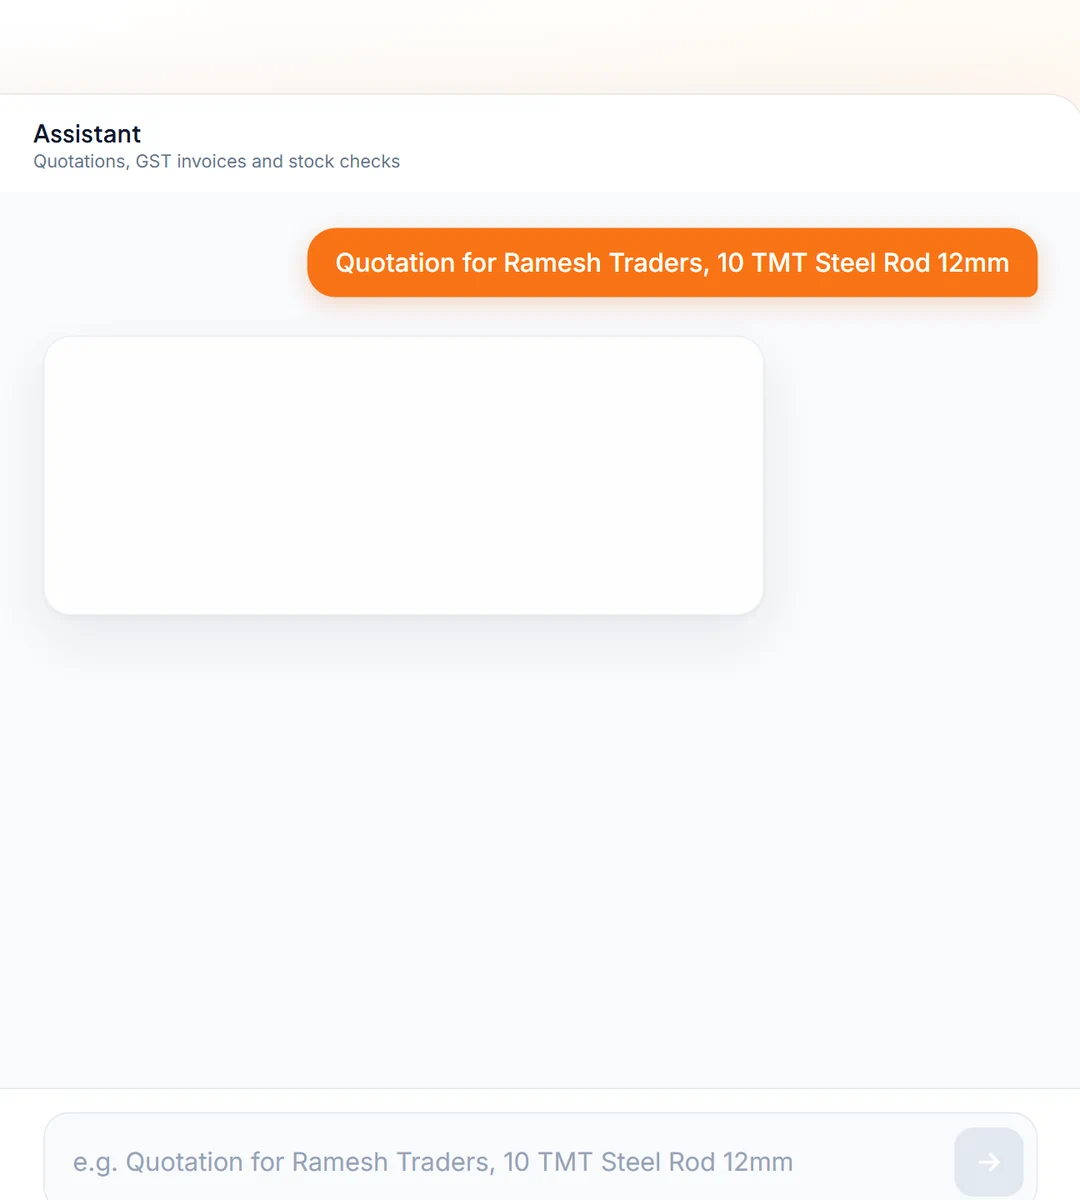 Assistant
Quotations, GST invoices and stock checks
Quotation for Ramesh Traders, 10 TMT Steel Rod 12mm
e.g. Quotation for Ramesh Traders, 10 TMT Steel Rod 12mm